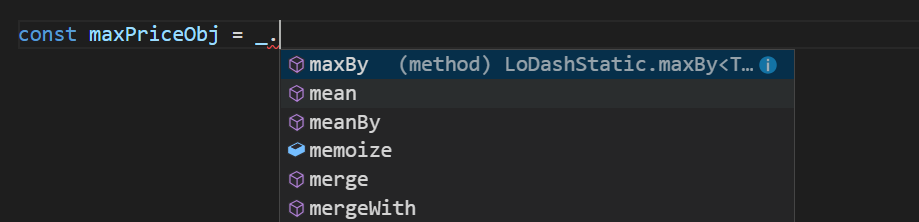 const maxPriceObj = _.
maxBy (method) LoDashStatic.maxBy<T…
mean
meanBy
memoize
merge
mergeWith